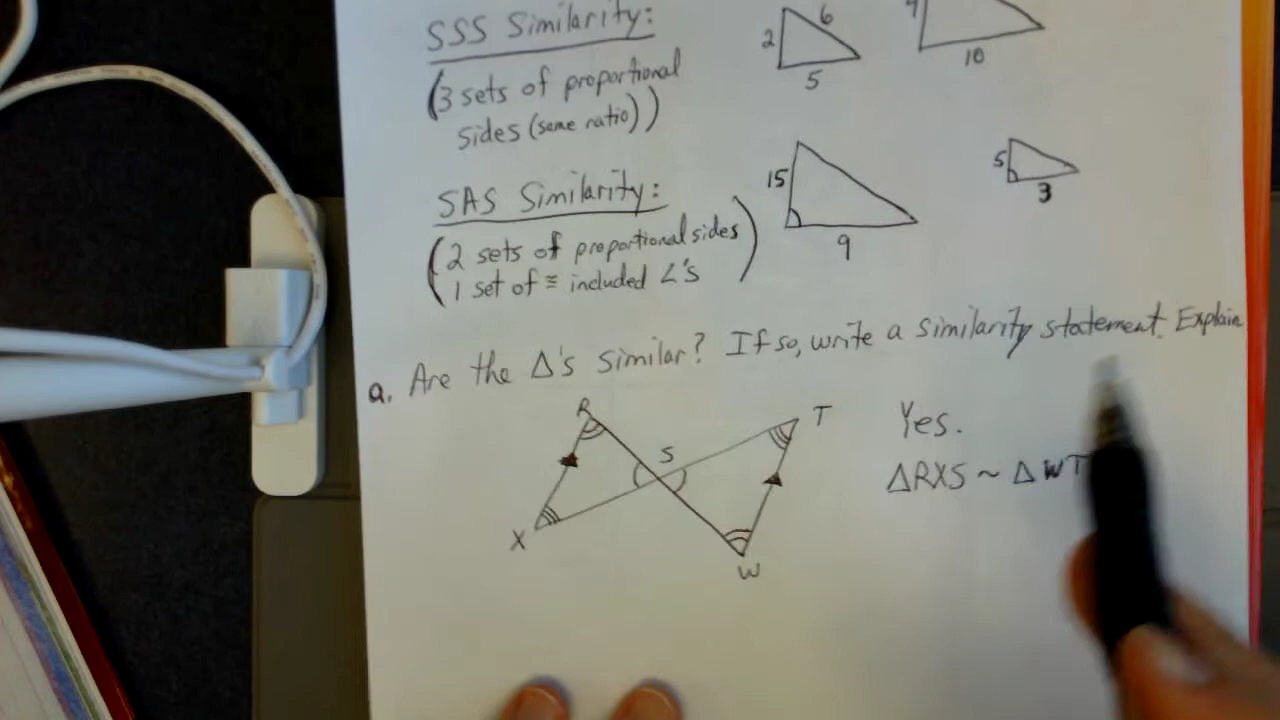 SSS Similarity:
(3 sets of proportional
sides (same ratio))
2 6 5
10
SAS Similarity:
(2 sets of proportional sides
1 set of ≅ included ∠'s)
15 9
5 3
a. Are the Δ's similar? If so, write a similarity statement. Explain
R S T X W
Yes.
ΔRXS ~ ΔWT